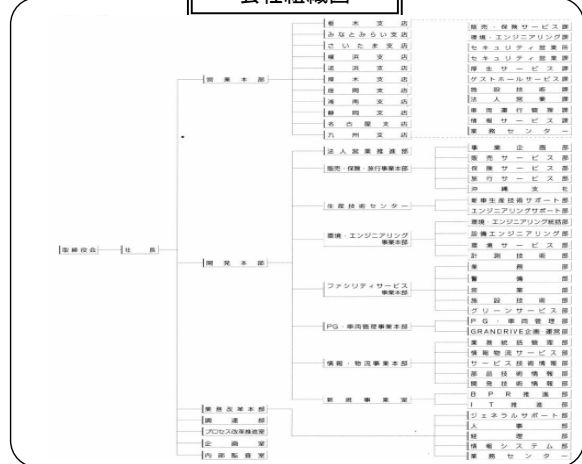 会社組織図
取締役会
社長
営業本部
栃木支店
みなとみらい支店
さいたま支店
横浜支店
追浜支店
厚木支店
座間支店
湘南支店
静岡支店
名古屋支店
九州支店
販売・保険サービス課
環境・エンジニアリング課
セキュリティ営業所
セキュリティ営業課
厚生サービス課
ゲストホールサービス課
施設技術課
法人営業課
車両運行管理課
情報サービス課
業務センター
開発本部
法人営業推進部
販売・保険・旅行事業本部
事業企画部
販売サービス部
保険サービス部
旅行サービス部
沖縄支社
生産技術センター
新車生産技術サポート部
エンジニアリングサポート部
環境・エンジニアリング
事業本部
環境・エンジニアリング統括部
設備エンジニアリング部
環境サービス部
計測技術部
ファシリティサービス
事業本部
業務部
警備部
営業部
施設技術部
グリーンサービス部
PG・車両管理事業本部
PG・車両管理部
GRANDRIVE企画・運営部
情報・物流事業本部
業務統括管理部
情報物流サービス部
サービス技術情報部
部品技術情報部
開発技術情報部
新規事業室
BPR推進部
IT推進部
業務改革本部
ジェネラルサポート部
人事部
経理部
情報システム部
業務センター
調達部
プロセス改革推進室
企画室
内部監査室